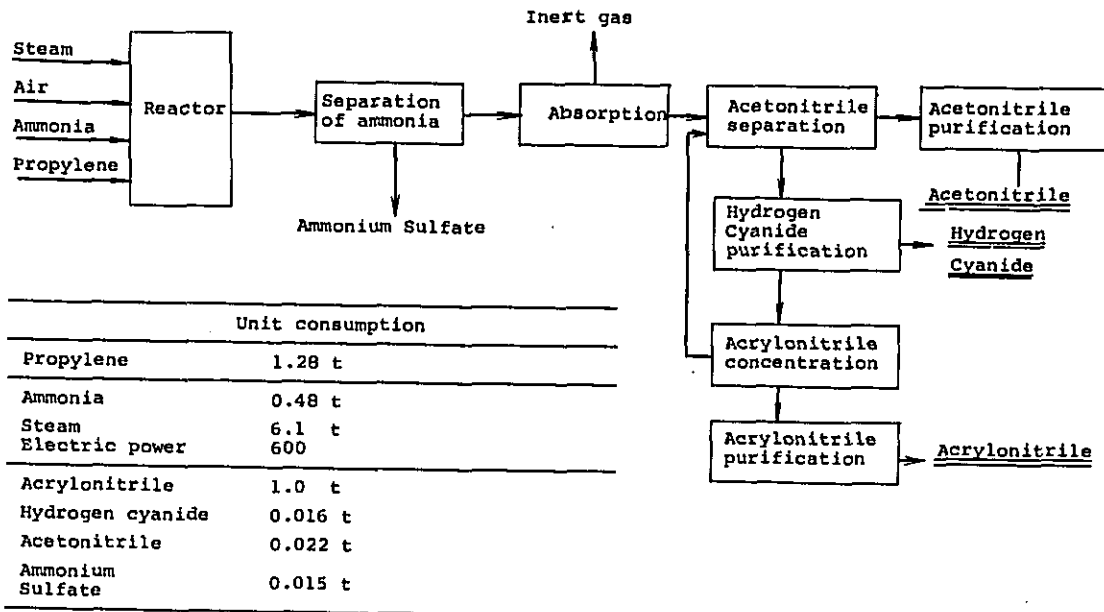 Inert gas
Steam
Air
Ammonia
Propylene
Reactor
Separation
of ammonia
Absorption
Acetonitrile
separation
Acetonitrile
purification
Ammonium Sulfate
Acetonitrile
Hydrogen
Cyanide
purification
Hydrogen
Cyanide
Acrylonitrile
concentration
Acrylonitrile
purification
Acrylonitrile
Unit consumption
Propylene 1.28 t
Ammonia 0.48 t
Steam 6.1 t
Electric power 600
Acrylonitrile 1.0 t
Hydrogen cyanide 0.016 t
Acetonitrile 0.022 t
Ammonium
Sulfate 0.015 t